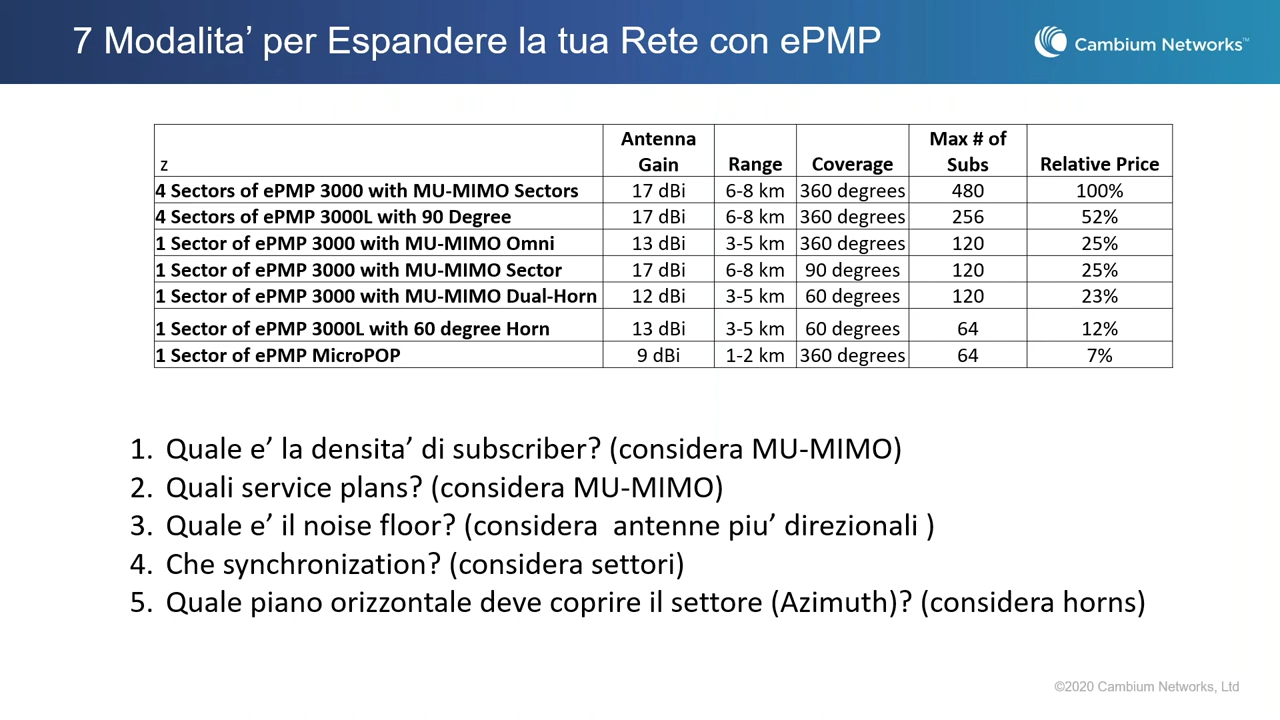 7 Modalita’ per Espandere la tua Rete con ePMP
Cambium Networks™
z Antenna Gain Range Coverage Max # of Subs Relative Price
4 Sectors of ePMP 3000 with MU-MIMO Sectors 17 dBi 6-8 km 360 degrees 480 100%
4 Sectors of ePMP 3000L with 90 Degree 17 dBi 6-8 km 360 degrees 256 52%
1 Sector of ePMP 3000 with MU-MIMO Omni 13 dBi 3-5 km 360 degrees 120 25%
1 Sector of ePMP 3000 with MU-MIMO Sector 17 dBi 6-8 km 90 degrees 120 25%
1 Sector of ePMP 3000 with MU-MIMO Dual-Horn 12 dBi 3-5 km 60 degrees 120 23%
1 Sector of ePMP 3000L with 60 degree Horn 13 dBi 3-5 km 60 degrees 64 12%
1 Sector of ePMP MicroPOP 9 dBi 1-2 km 360 degrees 64 7%
1. Quale e’ la densita’ di subscriber? (considera MU-MIMO)
2. Quali service plans? (considera MU-MIMO)
3. Quale e’ il noise floor? (considera antenne piu’ direzionali )
4. Che synchronization? (considera settori)
5. Quale piano orizzontale deve coprire il settore (Azimuth)? (considera horns)
©2020 Cambium Networks, Ltd